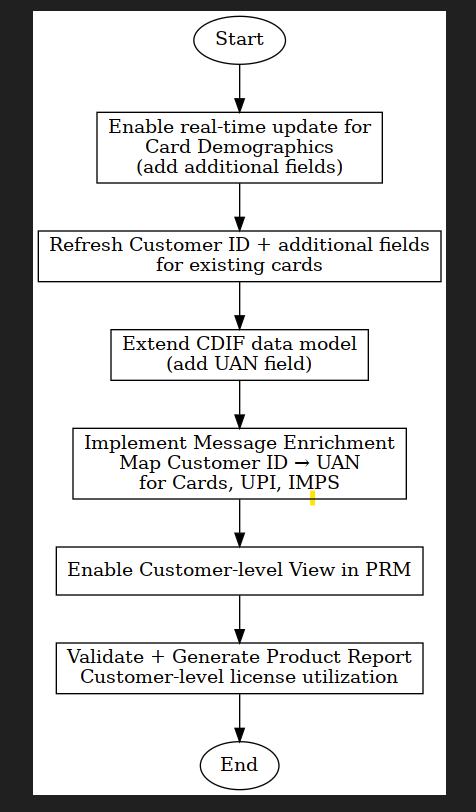 Start
Enable real-time update for
Card Demographics
(add additional fields)
Refresh Customer ID + additional fields
for existing cards
Extend CDIF data model
(add UAN field)
Implement Message Enrichment
Map Customer ID → UAN
for Cards, UPI, IMPS
Enable Customer-level View in PRM
Validate + Generate Product Report
Customer-level license utilization
End